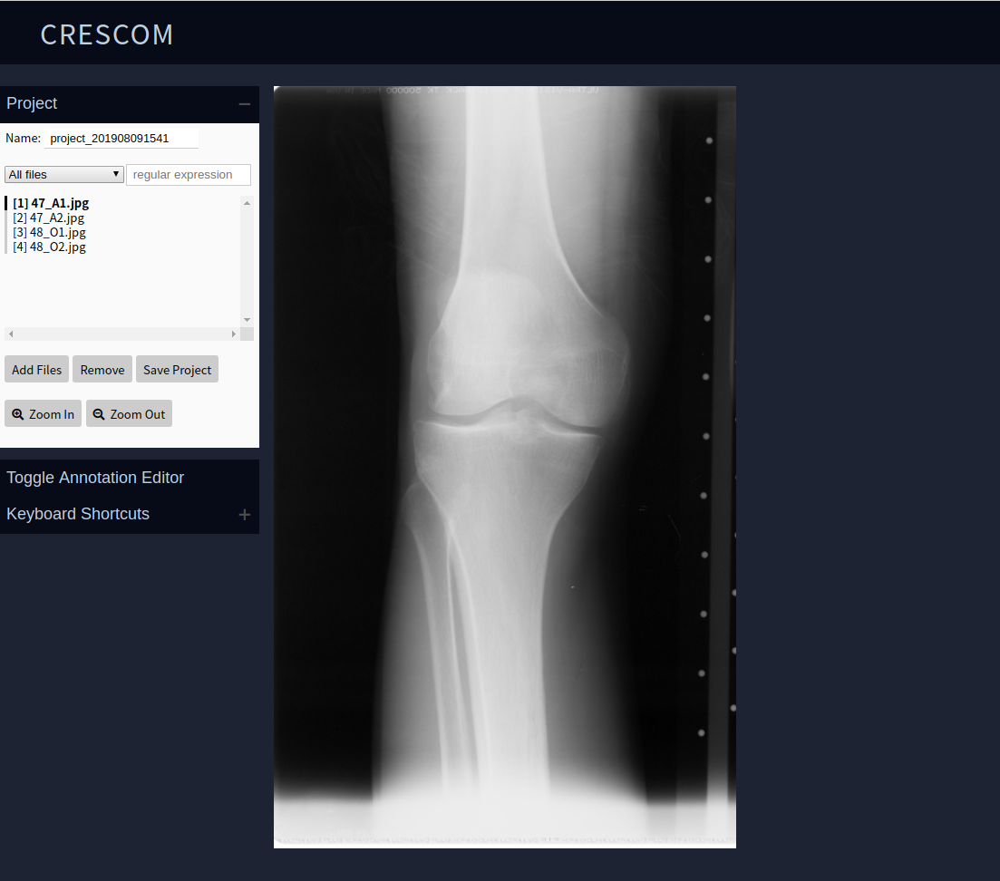 CRESCOM
Project
Name: project_201908091541
All files regular expression
[1] 47_A1.jpg
[2] 47_A2.jpg
[3] 48_O1.jpg
[4] 48_O2.jpg
Add Files Remove Save Project
Zoom In Zoom Out
Toggle Annotation Editor
Keyboard Shortcuts